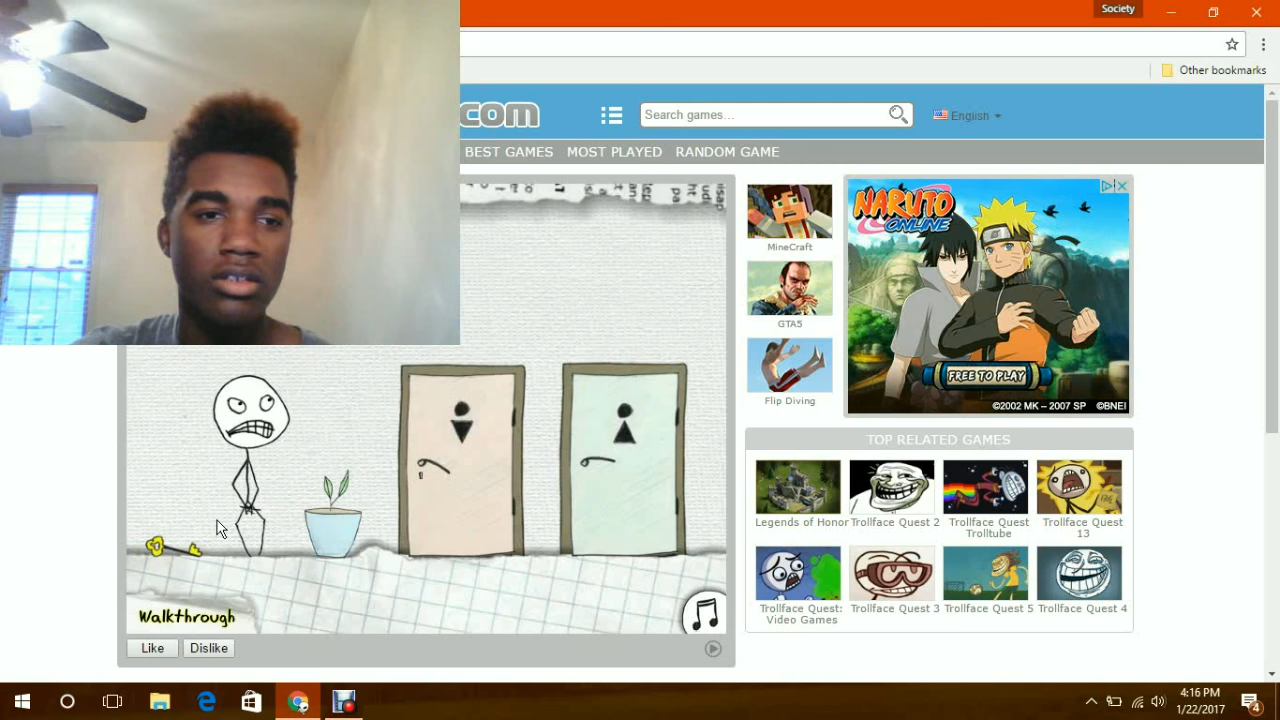 Society
Other bookmarks
com
Search games...
English
BEST GAMES MOST PLAYED RANDOM GAME
MineCraft
GTA5
Flip Diving
NARUTO
ONLINE
FREE TO PLAY
©2002 MK – 2007 SP ©BNEI
TOP RELATED GAMES
Legends of Honor
Trollface Quest 2
Trollface Quest Trolltube
Trollface Quest 13
Trollface Quest: Video Games
Trollface Quest 3
Trollface Quest 5
Trollface Quest 4
Walkthrough
Like Dislike
4:16 PM
1/22/2017
4